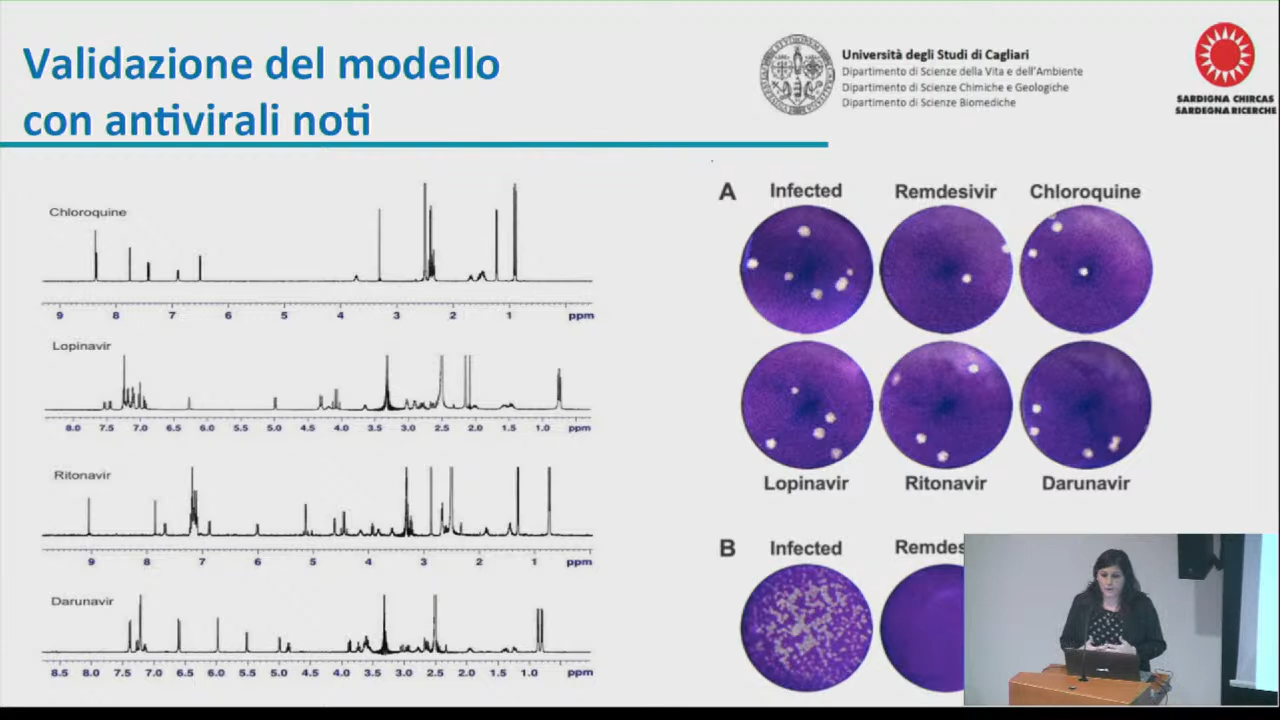 Validazione del modello
con antivirali noti
Università degli Studi di Cagliari
Dipartimento di Scienze della Vita e dell'Ambiente
Dipartimento di Scienze Chimiche e Geologiche
Dipartimento di Scienze Biomediche
SARDIGNA CHIRCAS
SARDEGNA RICERCHE
Chloroquine
9 8 7 6 5 4 3 2 1 ppm
Lopinavir
8.0 7.5 7.0 6.5 6.0 5.5 5.0 4.5 4.0 3.5 3.0 2.5 2.0 1.5 1.0 ppm
Ritonavir
9 8 7 6 5 4 3 2 1 ppm
Darunavir
8.5 8.0 7.5 7.0 6.5 6.0 5.5 5.0 4.5 4.0 3.5 3.0 2.5 2.0 1.5 1.0 ppm
A Infected Remdesivir Chloroquine
Lopinavir Ritonavir Darunavir
B Infected Remdes